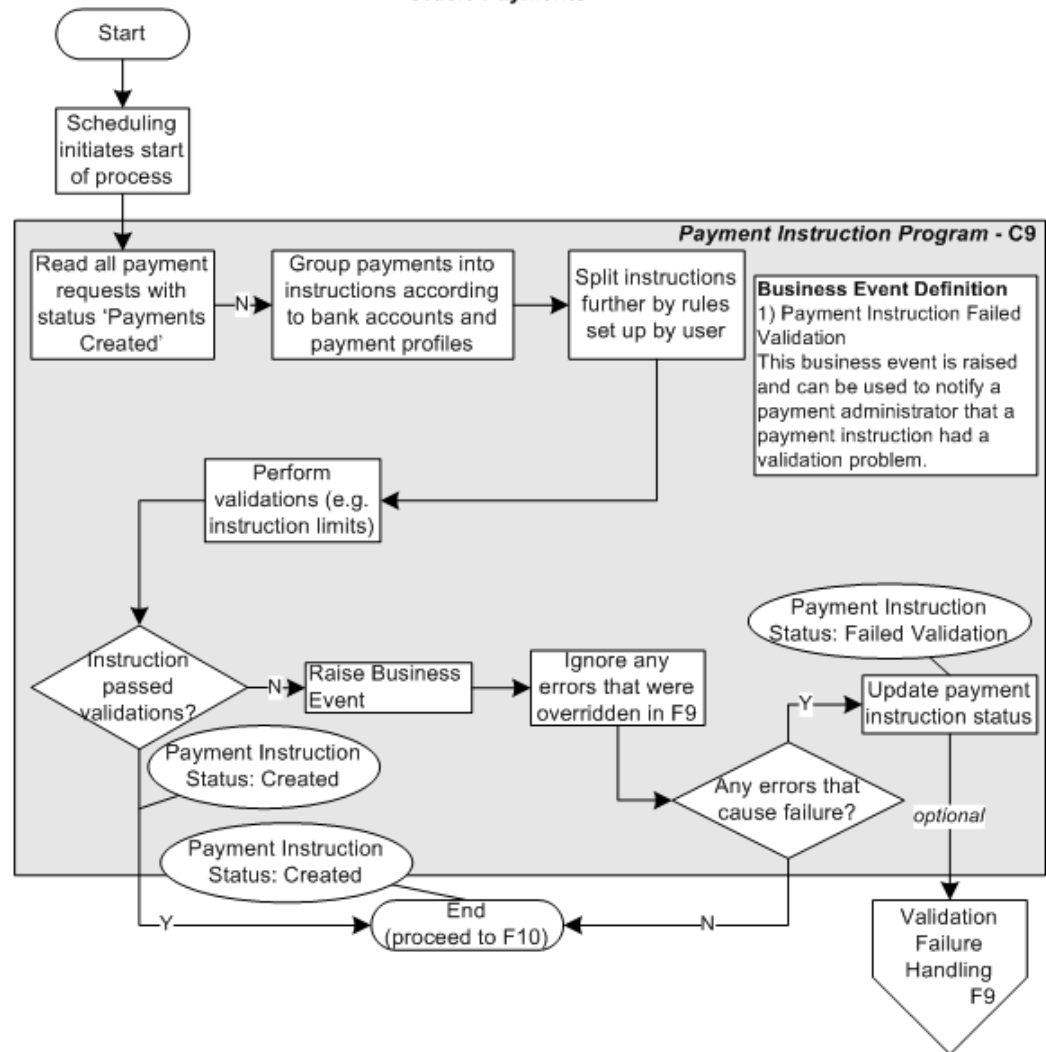 Start
Scheduling
initiates start
of process
Payment Instruction Program - C9
Read all payment
requests with
status ‘Payments
Created’
N
Group payments into
instructions according
to bank accounts and
payment profiles
Split instructions
further by rules
set up by user
Business Event Definition
1) Payment Instruction Failed
Validation
This business event is raised
and can be used to notify a
payment administrator that a
payment instruction had a
validation problem.
Perform
validations (e.g.
instruction limits)
Payment Instruction
Status: Failed Validation
Instruction
passed
validations?
N
Raise Business
Event
Ignore any
errors that were
overridden in F9
Y
Update payment
instruction status
Payment Instruction
Status: Created
Any errors that
cause failure?
optional
Payment Instruction
Status: Created
Y
End
(proceed to F10)
N
Validation
Failure
Handling
F9